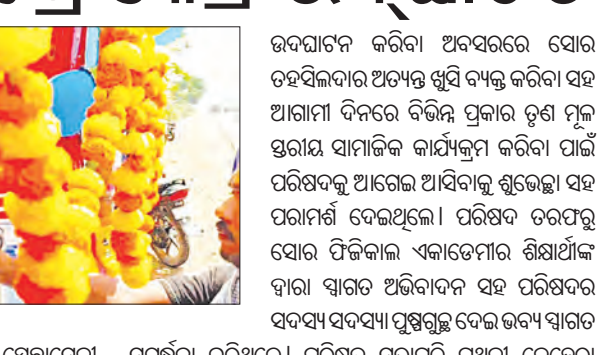 ଉଦଘାଟନ କରିବା ଅବସରରେ ସୋର
ତହସିଲଦାର ଅତ୍ୟନ୍ତ ଖୁସି ବ୍ୟକ୍ତ କରିବା ସହ
ଆଗାମୀ ଦିନରେ ବିଭିନ୍ନ ପ୍ରକାର ତୃଣ ମୂଳ
ସ୍ତରୀୟ ସାମାଜିକ କାର୍ଯ୍ୟକ୍ରମ କରିବା ପାଇଁ
ପରିଷଦକୁ ଆଗେଇ ଆସିବାକୁ ଶୁଭେଚ୍ଛା ସହ
ପରାମର୍ଶ ଦେଇଥିଲେ। ପରିଷଦ ତରଫରୁ
ସୋର ଫିଜିକାଲ ଏକାଡେମୀର ଶିକ୍ଷାର୍ଥୀଙ୍କ
ଦ୍ୱାରା ସ୍ୱାଗତ ଅଭିବାଦନ ସହ ପରିଷଦର
ସଦସ୍ୟ ସଦସ୍ୟା ପୁଷ୍ପଗୁଚ୍ଛ ଦେଇ ଭବ୍ୟ ସ୍ୱାଗତ